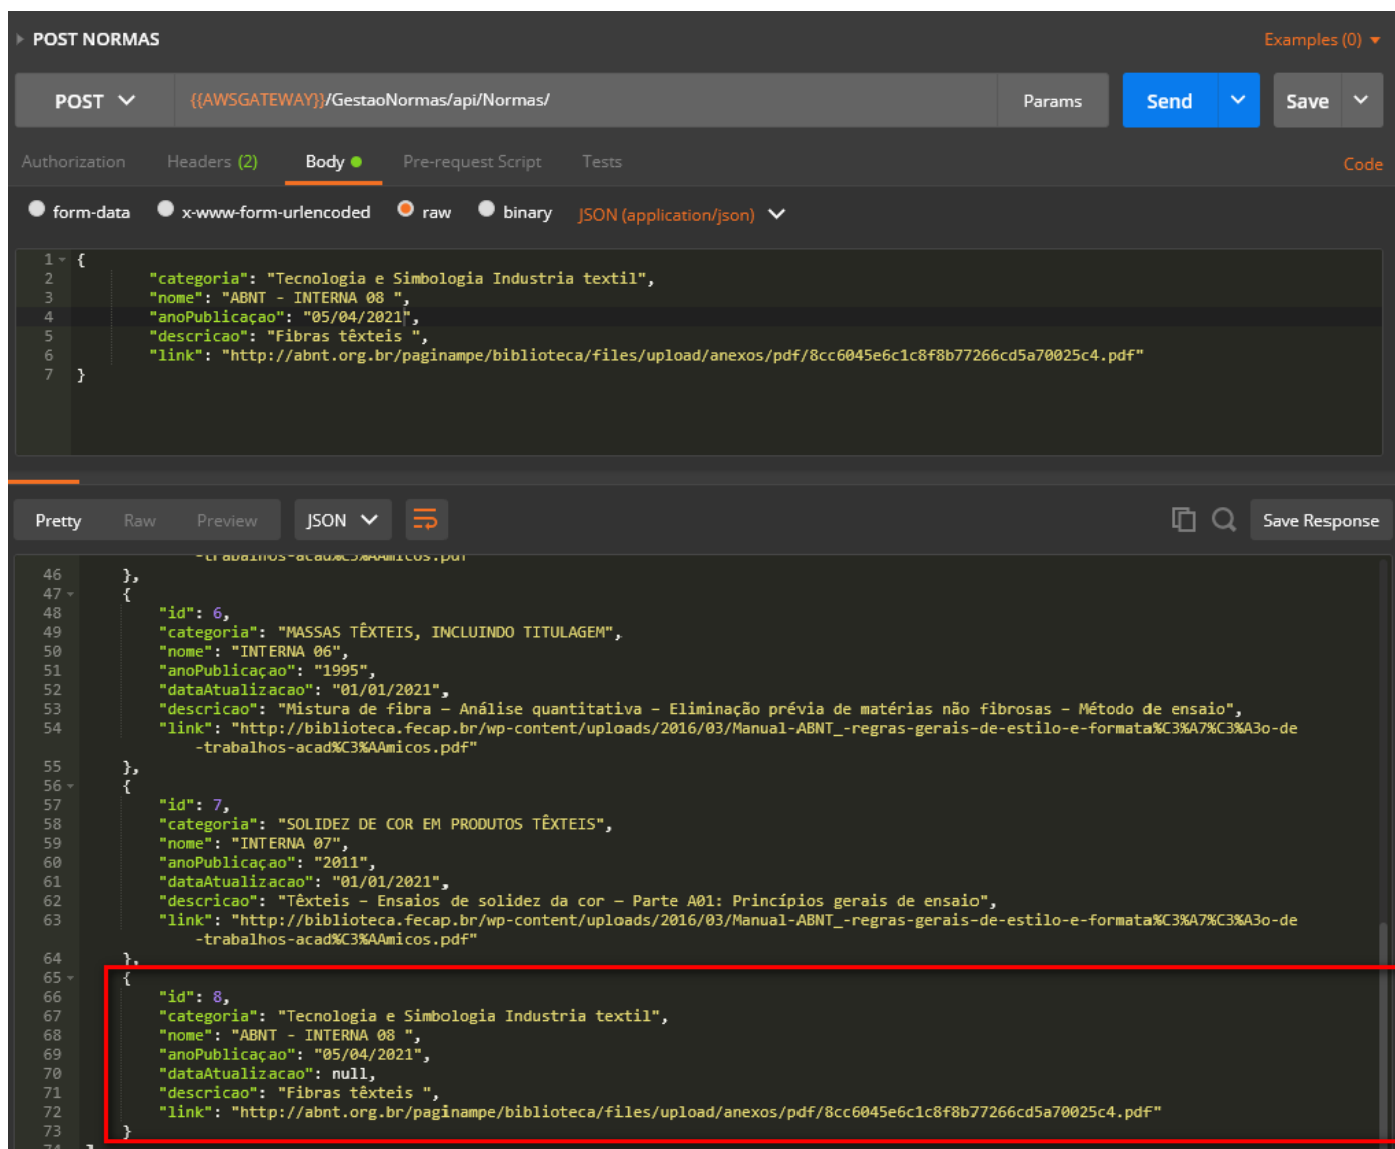 POST NORMAS
Examples (0)
POST
{{AWSGATEWAY}}/GestaoNormas/api/Normas/
Params
Send
Save
Authorization
Headers (2)
Body
Pre-request Script
Tests
Code
form-data
x-www-form-urlencoded
raw
binary
JSON (application/json)
1 {
2 "categoria": "Tecnologia e Simbologia Industria textil",
3 "nome": "ABNT - INTERNA 08 ",
4 "anoPublicaçao": "05/04/2021",
5 "descricao": "Fibras têxteis ",
6 "link": "http://abnt.org.br/paginampe/biblioteca/files/upload/anexos/pdf/8cc6045e6c1c8f8b77266cd5a70025c4.pdf"
7 }
Pretty
Raw
Preview
JSON
Save Response
-trabalhos-acad%C3%AAmicos.pdf"
46 },
47 {
48 "id": 6,
49 "categoria": "MASSAS TÊXTEIS, INCLUINDO TITULAGEM",
50 "nome": "INTERNA 06",
51 "anoPublicaçao": "1995",
52 "dataAtualizacao": "01/01/2021",
53 "descricao": "Mistura de fibra – Análise quantitativa – Eliminação prévia de matérias não fibrosas – Método de ensaio",
54 "link": "http://biblioteca.fecap.br/wp-content/uploads/2016/03/Manual-ABNT_-regras-gerais-de-estilo-e-formata%C3%A7%C3%A3o-de
-trabalhos-acad%C3%AAmicos.pdf"
55 },
56 {
57 "id": 7,
58 "categoria": "SOLIDEZ DE COR EM PRODUTOS TÊXTEIS",
59 "nome": "INTERNA 07",
60 "anoPublicaçao": "2011",
61 "dataAtualizacao": "01/01/2021",
62 "descricao": "Têxteis – Ensaios de solidez da cor – Parte A01: Princípios gerais de ensaio",
63 "link": "http://biblioteca.fecap.br/wp-content/uploads/2016/03/Manual-ABNT_-regras-gerais-de-estilo-e-formata%C3%A7%C3%A3o-de
-trabalhos-acad%C3%AAmicos.pdf"
64 },
65 {
66 "id": 8,
67 "categoria": "Tecnologia e Simbologia Industria textil",
68 "nome": "ABNT - INTERNA 08 ",
69 "anoPublicaçao": "05/04/2021",
70 "dataAtualizacao": null,
71 "descricao": "Fibras têxteis ",
72 "link": "http://abnt.org.br/paginampe/biblioteca/files/upload/anexos/pdf/8cc6045e6c1c8f8b77266cd5a70025c4.pdf"
73 }
74 ]